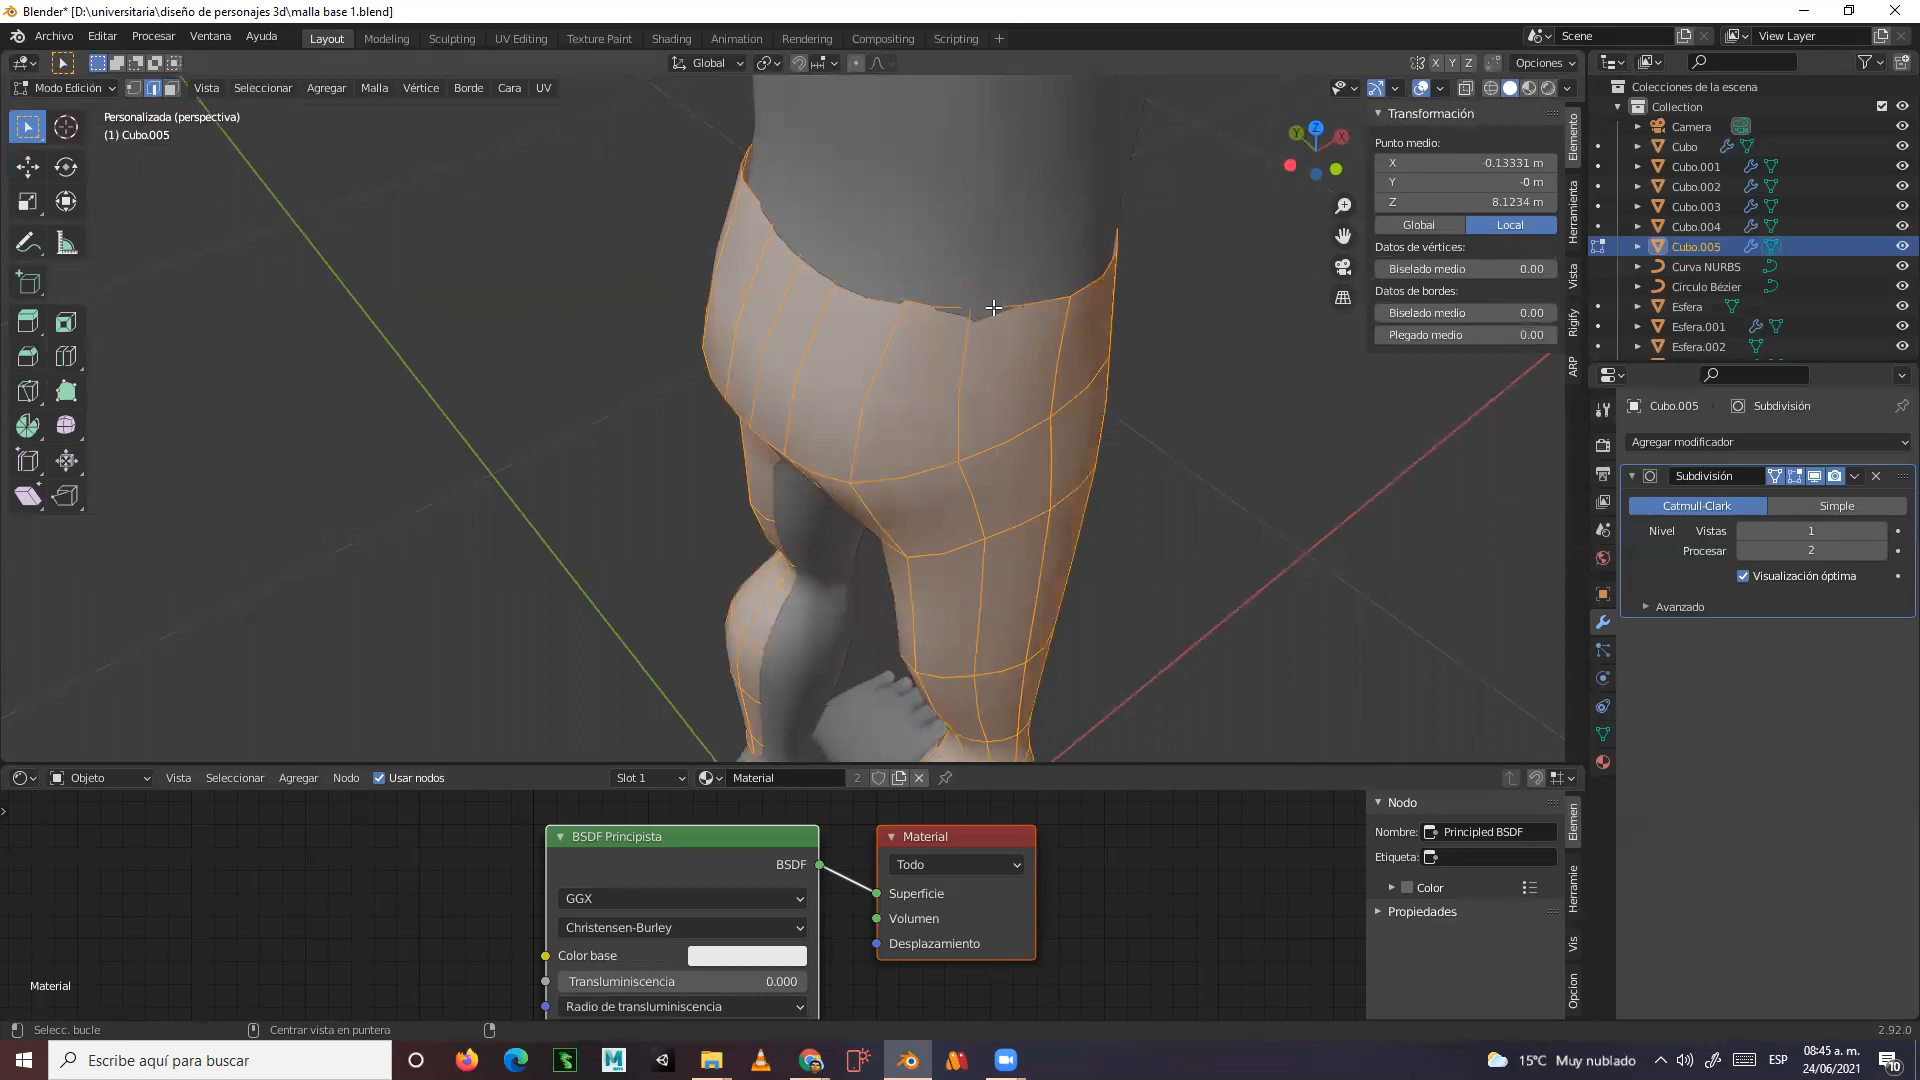 Blender* [D:\universitaria\diseño de personajes 3d\malla base 1.blend]
Archivo Editar Procesar Ventana Ayuda
Layout Modeling Sculpting UV Editing Texture Paint Shading Animation Rendering Compositing Scripting +
Scene View Layer
Global X Y Z Opciones
Modo Edición Vista Seleccionar Agregar Malla Vértice Borde Cara UV
Personalizada (perspectiva)
(1) Cubo.005
Z
Y
X
Transformación
Punto medio:
X -0.13331 m
Y -0 m
Z 8.1234 m
Global Local
Datos de vértices:
Biselado medio 0.00
Datos de bordes:
Biselado medio 0.00
Plegado medio 0.00
Elemento
Herramienta
Vista
Rigify
ARP
Colecciones de la escena
Collection
Camera
Cubo
Cubo.001
Cubo.002
Cubo.003
Cubo.004
Cubo.005
Curva NURBS
Círculo Bézier
Esfera
Esfera.001
Esfera.002
Cubo.005 Subdivisión
Agregar modificador
Subdivisión
Catmull-Clark Simple
Nivel Vistas 1
Procesar 2
Visualización óptima
Avanzado
Objeto Vista Seleccionar Agregar Nodo Usar nodos Slot 1 Material 2
BSDF Principista
BSDF
GGX
Christensen-Burley
Color base
Transluminiscencia 0.000
Radio de transluminiscencia
Material
Todo
Superficie
Volumen
Desplazamiento
Material
Nodo
Nombre: Principled BSDF
Etiqueta:
Color
Propiedades
Elemen
Herramie
Vis
Opcion
Selecc. bucle Centrar vista en puntera
2.92.0
Escribe aquí para buscar
15°C Muy nublado
ESP
08:45 a. m.
24/06/2021
10